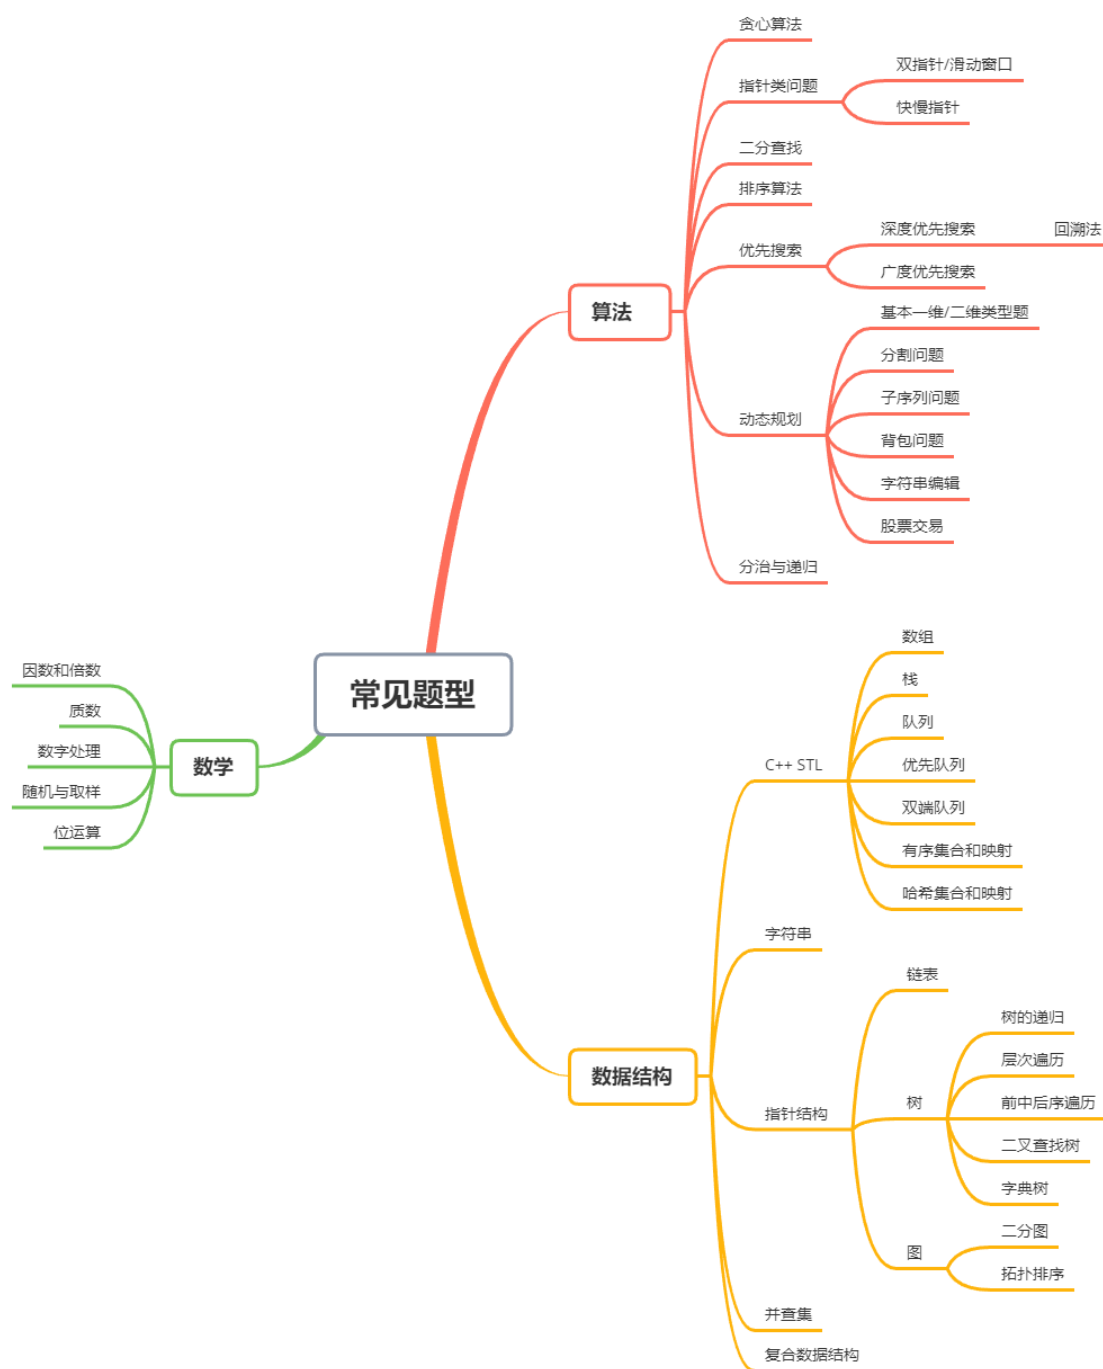 常见题型
算法
贪心算法
指针类问题
双指针/滑动窗口
快慢指针
二分查找
排序算法
优先搜索
深度优先搜索
回溯法
广度优先搜索
动态规划
基本一维/二维类型题
分割问题
子序列问题
背包问题
字符串编辑
股票交易
分治与递归
数学
因数和倍数
质数
数字处理
随机与取样
位运算
数据结构
C++ STL
数组
栈
队列
优先队列
双端队列
有序集合和映射
哈希集合和映射
字符串
指针结构
链表
树
树的递归
层次遍历
前中后序遍历
二叉查找树
字典树
图
二分图
拓扑排序
并查集
复合数据结构